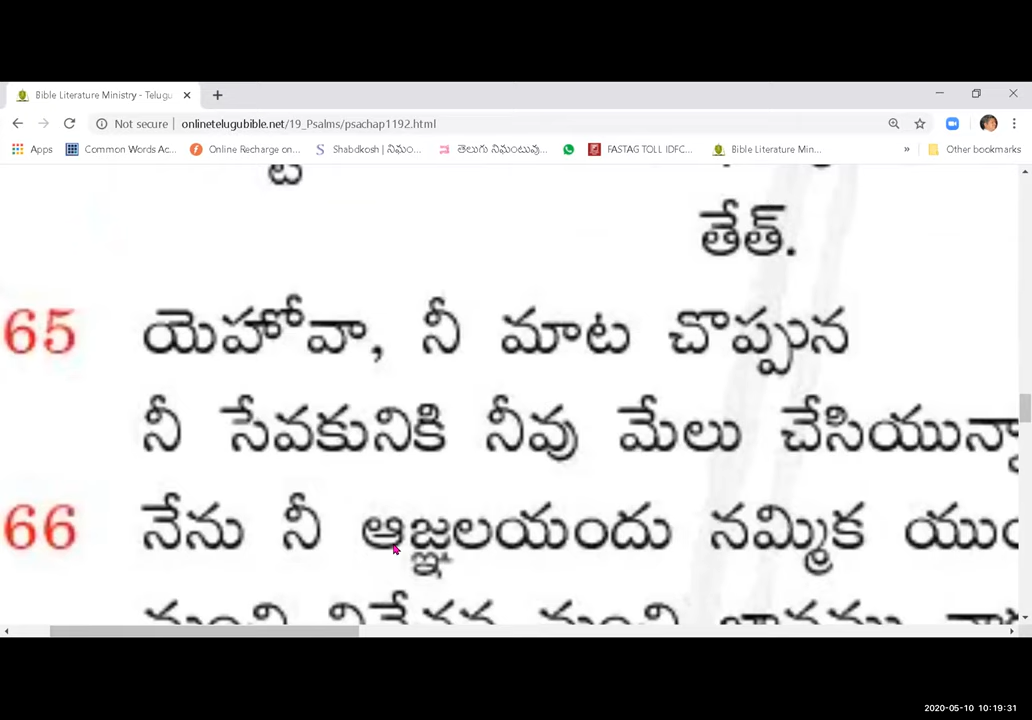 Bible Literature Ministry - Telugu
Not secure | onlinetelugubible.net/19_Psalms/psachap1192.html
Apps Common Words Ac... Online Recharge on... Shabdkosh | నిఘం... తెలుగు నిఘంటువు... FASTAG TOLL IDFC... Bible Literature Min... » Other bookmarks
తేత్.
65 యెహోవా, నీ మాట చొప్పున
నీ సేవకునికి నీవు మేలు చేసియున్నా
66 నేను నీ ఆజ్ఞలయందు నమ్మిక
2020-05-10 10:19:31